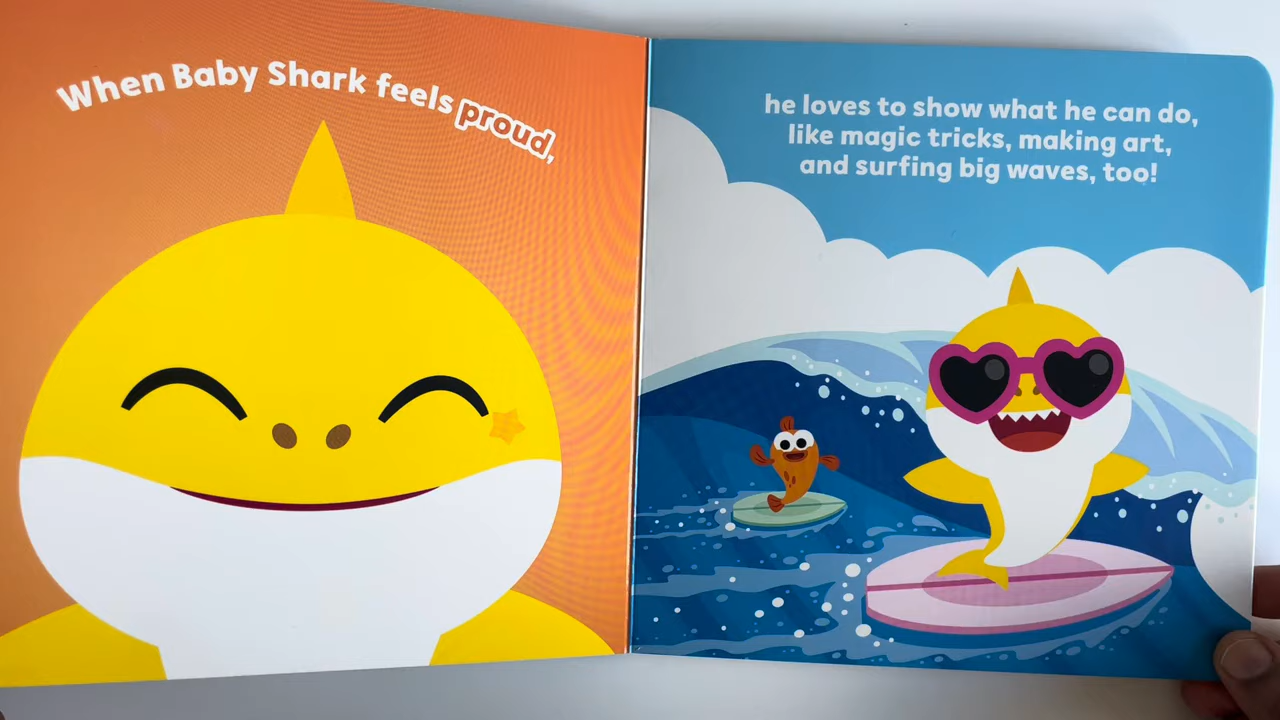 When Baby Shark feels proud,
he loves to show what he can do,
like magic tricks, making art,
and surfing big waves, too!